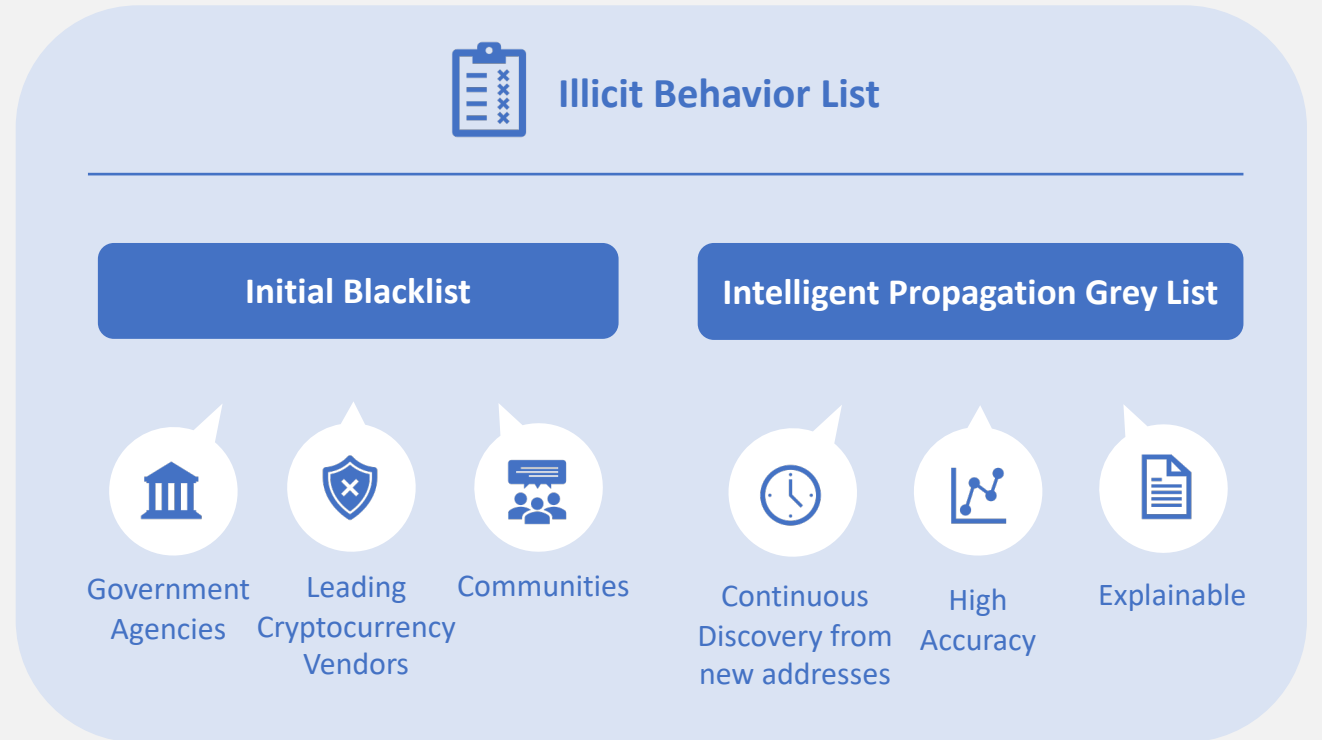 Illicit Behavior List
Initial Blacklist
Intelligent Propagation Grey List
Government
Agencies
Leading
Cryptocurrency
Vendors
Communities
Continuous
Discovery from
new addresses
High
Accuracy
Explainable